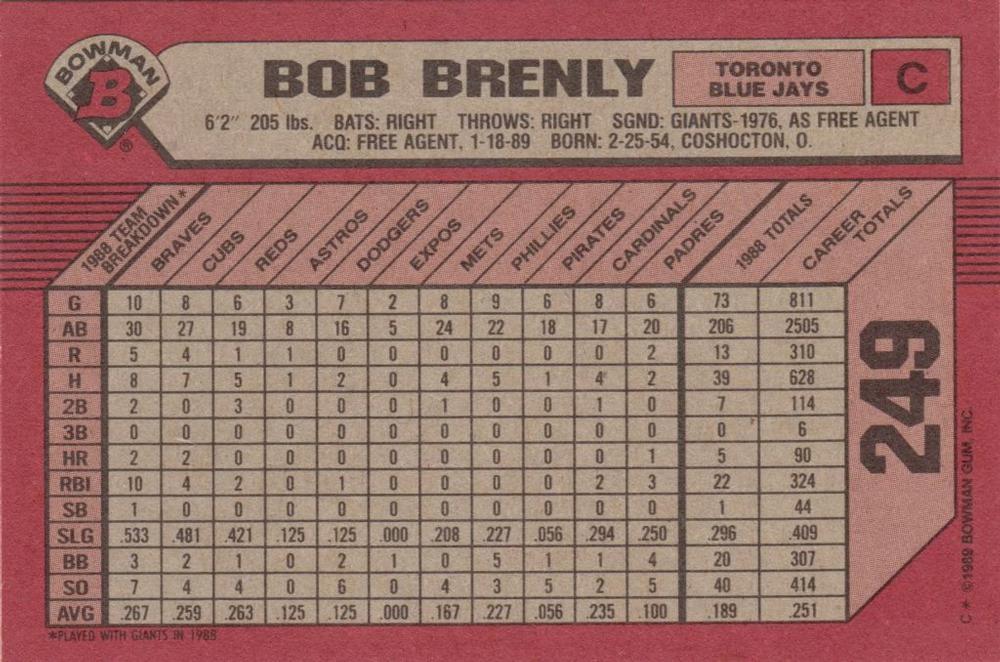 BOWMAN
B
®
BOB BRENLY
TORONTO
BLUE JAYS
C
6'2" 205 lbs. BATS: RIGHT THROWS: RIGHT SGND: GIANTS-1976, AS FREE AGENT
ACQ: FREE AGENT, 1-18-89 BORN: 2-25-54, COSHOCTON, O.
1988 TEAM
BREAKDOWN* BRAVES CUBS REDS ASTROS DODGERS EXPOS METS PHILLIES PIRATES CARDINALS PADRES 1988 TOTALS CAREER
TOTALS
G 10 8 6 3 7 2 8 9 6 8 6 73 811
AB 30 27 19 8 16 5 24 22 18 17 20 206 2505
R 5 4 1 1 0 0 0 0 0 0 2 13 310
H 8 7 5 1 2 0 4 5 1 4 2 39 628
2B 2 0 3 0 0 0 1 0 0 1 0 7 114
3B 0 0 0 0 0 0 0 0 0 0 0 0 6
HR 2 2 0 0 0 0 0 0 0 0 1 5 90
RBI 10 4 2 0 1 0 0 0 0 2 3 22 324
SB 1 0 0 0 0 0 0 0 0 0 0 1 44
SLG .533 .481 .421 .125 .125 .000 .208 .227 .056 .294 .250 .296 .409
BB 3 2 1 0 2 1 0 5 1 1 4 20 307
SO 7 4 4 0 6 0 4 3 5 2 5 40 414
AVG .267 .259 .263 .125 .125 .000 .167 .227 .056 .235 .100 .189 .251
*PLAYED WITH GIANTS IN 1988
249
C* ©1989 BOWMAN GUM, INC.